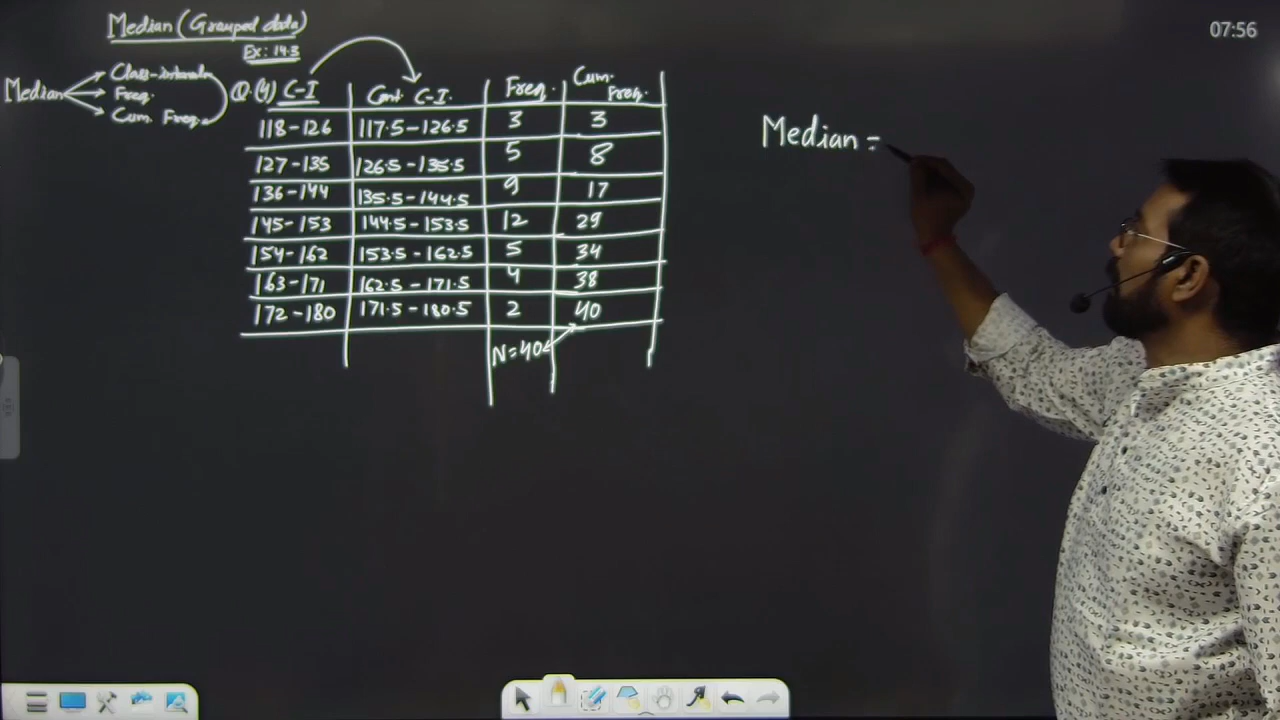 Median (Grouped data)
Ex: 14.3
Median
Class-intervals
Freq.
Cum. Freq.
Q.(4) C-I Cont. C-I. Freq. Cum. Freq.
118-126 117.5-126.5 3 3
127-135 126.5-135.5 5 8
136-144 135.5-144.5 9 17
145-153 144.5-153.5 12 29
154-162 153.5-162.5 5 34
163-171 162.5-171.5 4 38
172-180 171.5-180.5 2 40
N=40
Median =
07:56